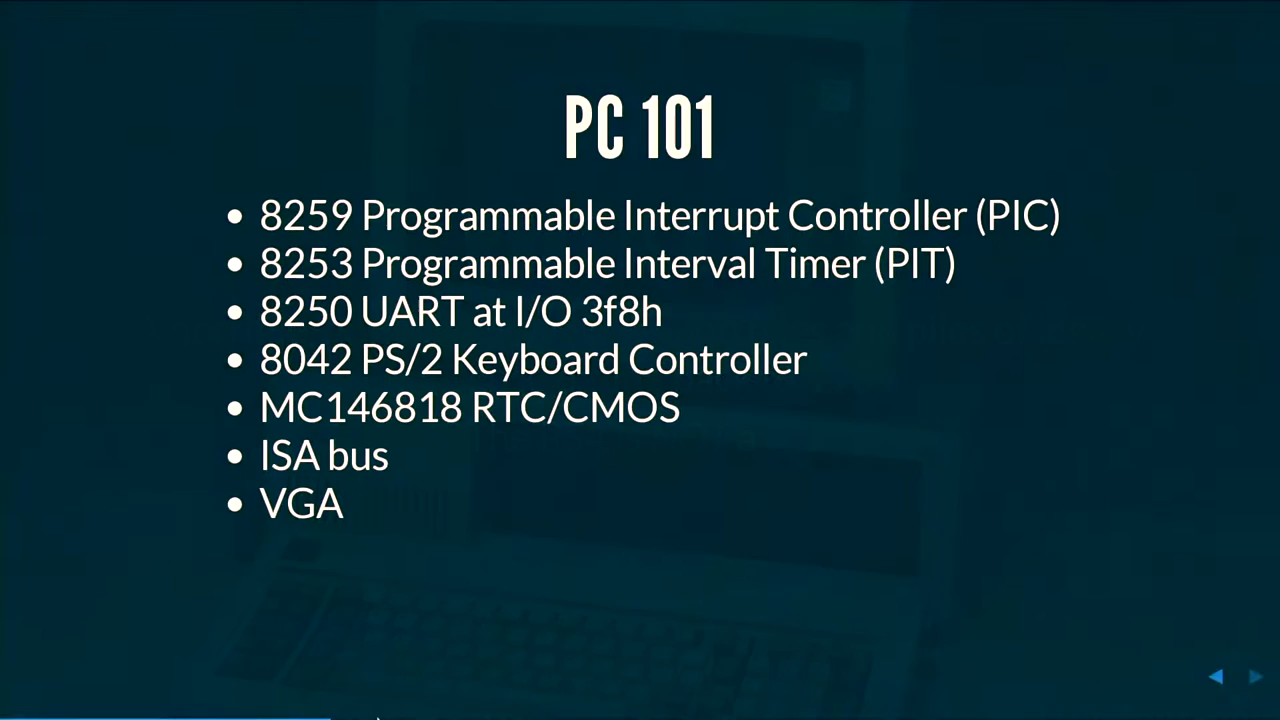 PC 101
• 8259 Programmable Interrupt Controller (PIC)
• 8253 Programmable Interval Timer (PIT)
• 8250 UART at I/O 3f8h
• 8042 PS/2 Keyboard Controller
• MC146818 RTC/CMOS
• ISA bus
• VGA